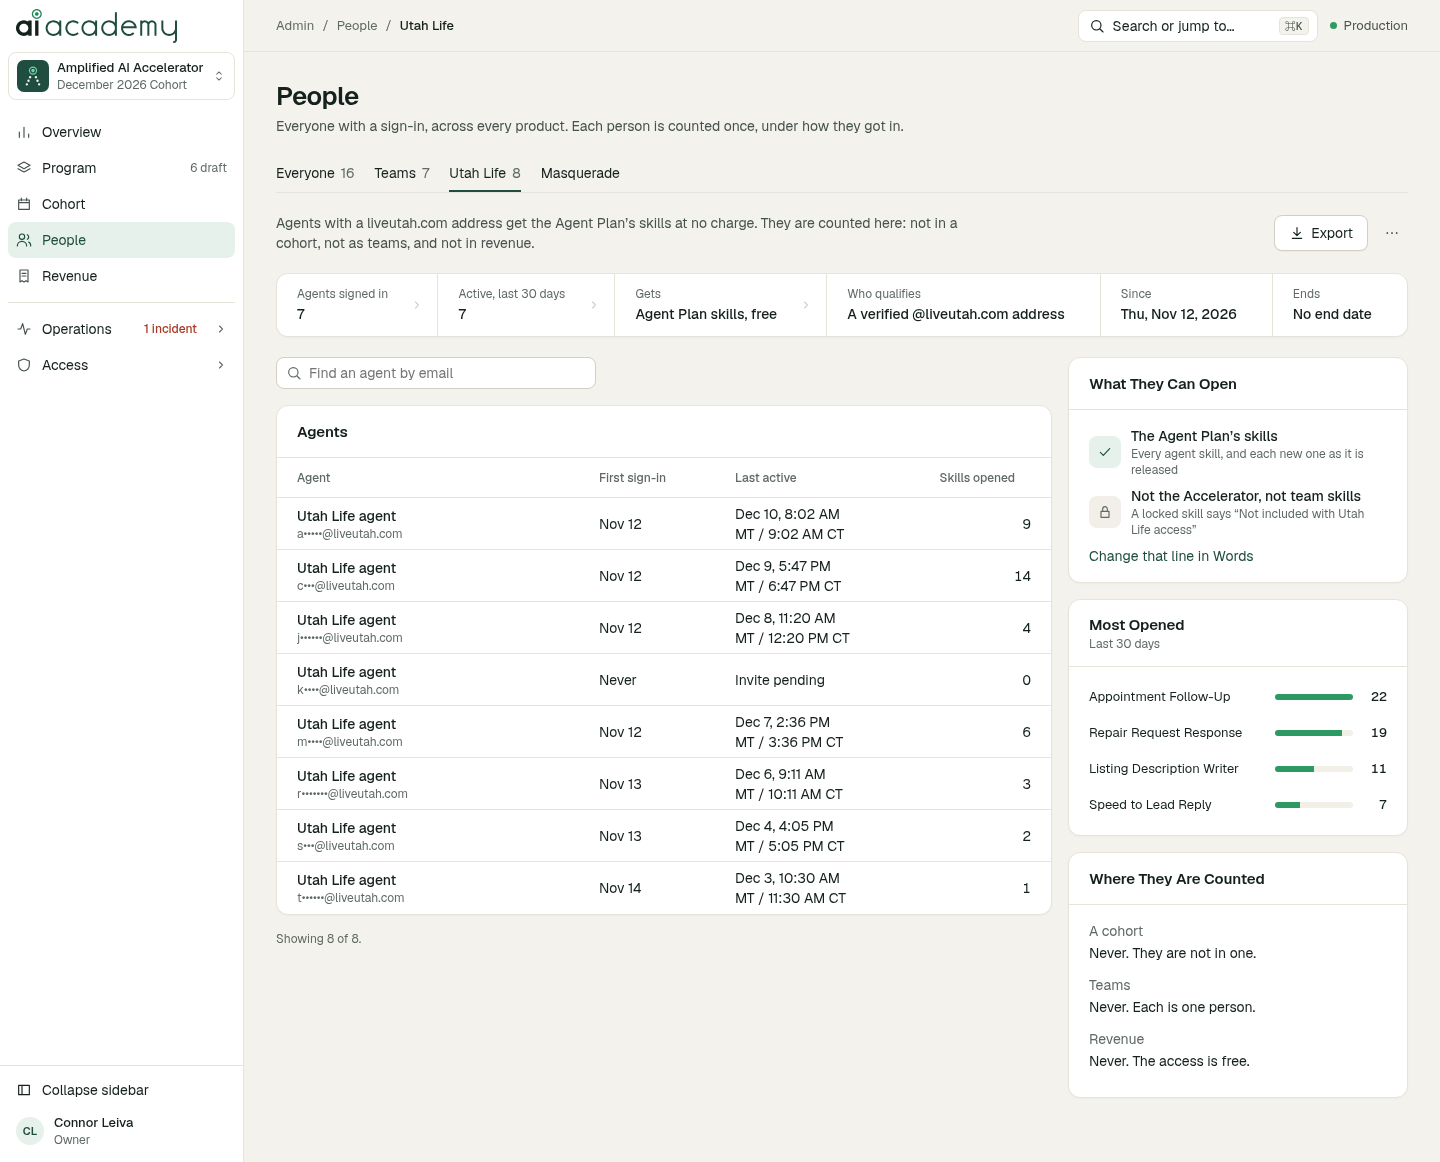 ai academy
Amplified AI Accelerator
December 2026 Cohort
Overview
Program 6 draft
Cohort
People
Revenue
Operations 1 incident
Access
Collapse sidebar
CL
Connor Leiva
Owner
Admin / People / Utah Life
Search or jump to… ⌘K
Production
People
Everyone with a sign-in, across every product. Each person is counted once, under how they got in.
Everyone 16 Teams 7 Utah Life 8 Masquerade
Agents with a liveutah.com address get the Agent Plan’s skills at no charge. They are counted here: not in a
cohort, not as teams, and not in revenue.
Export
Agents signed in
7
Active, last 30 days
7
Gets
Agent Plan skills, free
Who qualifies
A verified @liveutah.com address
Since
Thu, Nov 12, 2026
Ends
No end date
Find an agent by email
Agents
Agent First sign-in Last active Skills opened
Utah Life agent
a•••••@liveutah.com
Nov 12
Dec 10, 8:02 AM
MT / 9:02 AM CT
9
Utah Life agent
c•••@liveutah.com
Nov 12
Dec 9, 5:47 PM
MT / 6:47 PM CT
14
Utah Life agent
j••••••@liveutah.com
Nov 12
Dec 8, 11:20 AM
MT / 12:20 PM CT
4
Utah Life agent
k••••@liveutah.com
Never
Invite pending
0
Utah Life agent
m••••@liveutah.com
Nov 12
Dec 7, 2:36 PM
MT / 3:36 PM CT
6
Utah Life agent
r•••••••@liveutah.com
Nov 13
Dec 6, 9:11 AM
MT / 10:11 AM CT
3
Utah Life agent
s•••@liveutah.com
Nov 13
Dec 4, 4:05 PM
MT / 5:05 PM CT
2
Utah Life agent
t••••••@liveutah.com
Nov 14
Dec 3, 10:30 AM
MT / 11:30 AM CT
1
Showing 8 of 8.
What They Can Open
The Agent Plan’s skills
Every agent skill, and each new one as it is
released
Not the Accelerator, not team skills
A locked skill says “Not included with Utah
Life access”
Change that line in Words
Most Opened
Last 30 days
Appointment Follow-Up 22
Repair Request Response 19
Listing Description Writer 11
Speed to Lead Reply 7
Where They Are Counted
A cohort
Never. They are not in one.
Teams
Never. Each is one person.
Revenue
Never. The access is free.